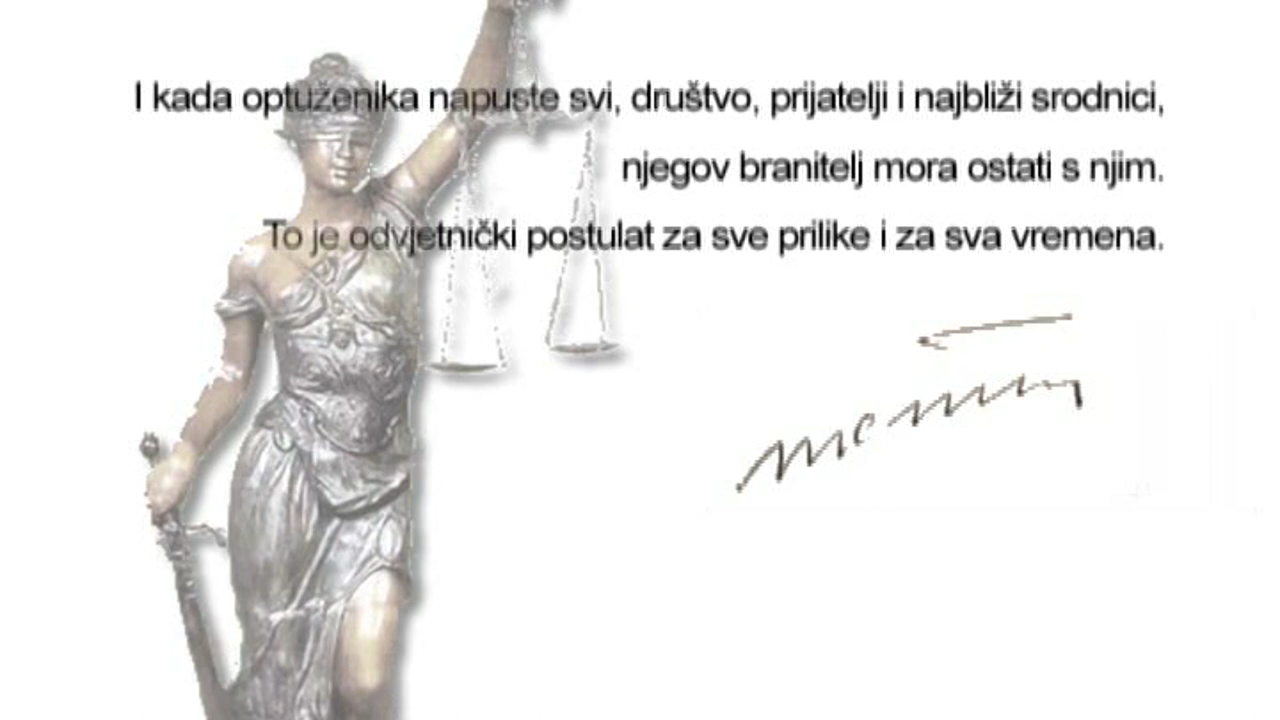 I kada optuženika napuste svi, društvo, prijatelji i najbliži srodnici,
njegov branitelj mora ostati s njim.
To je odvjetnički postulat za sve prilike i za sva vremena.